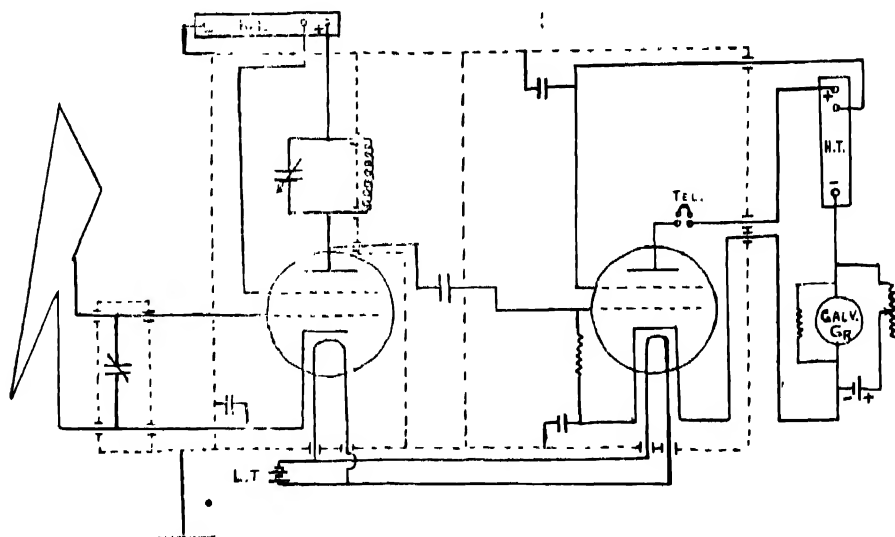 +
+
TEL.
H.T.
-
GALV.
GR
- +
L.T